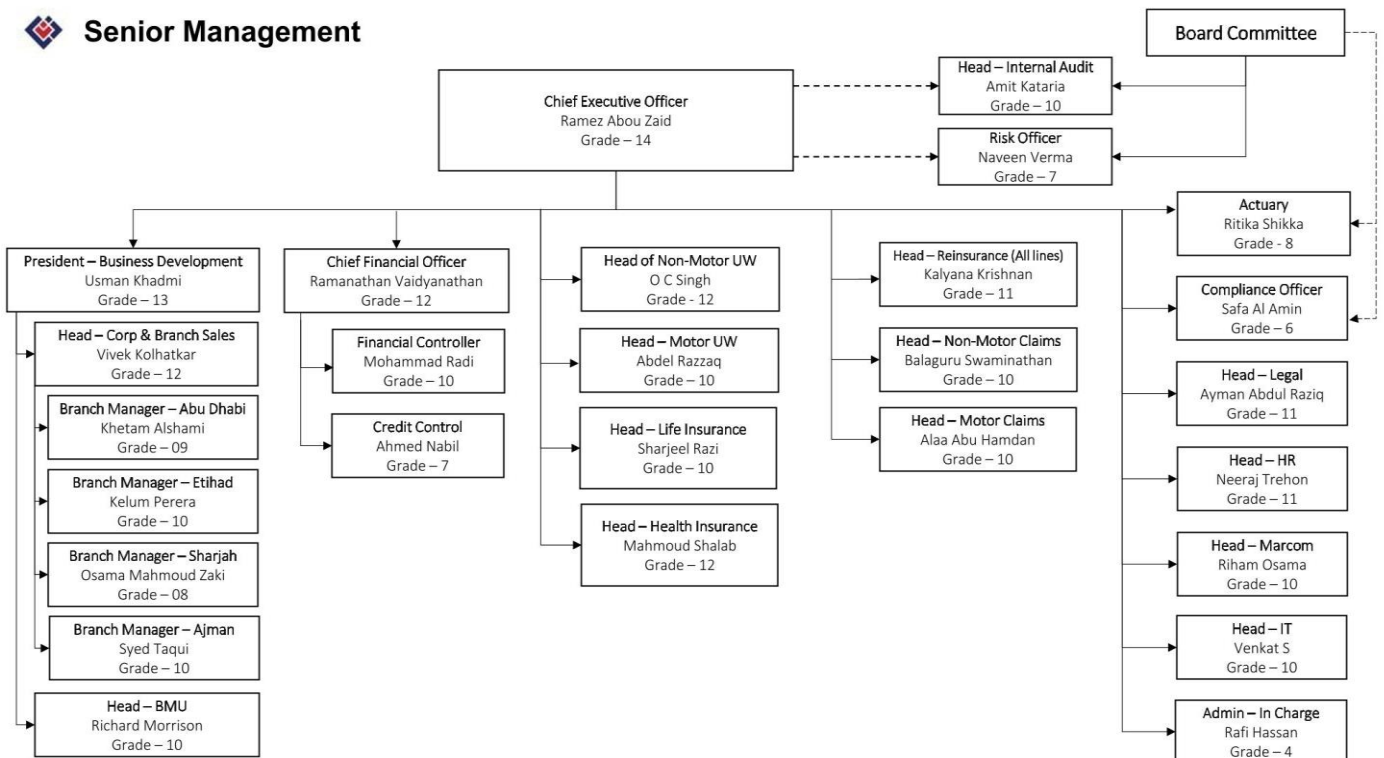 Senior Management
Board Committee
Chief Executive Officer
Ramez Abou Zaid
Grade – 14
Head – Internal Audit
Amit Kataria
Grade – 10
Risk Officer
Naveen Verma
Grade – 7
President – Business Development
Usman Khadmi
Grade – 13
Head – Corp & Branch Sales
Vivek Kolhatkar
Grade – 12
Branch Manager – Abu Dhabi
Khetam Alshami
Grade – 09
Branch Manager – Etihad
Kelum Perera
Grade – 10
Branch Manager – Sharjah
Osama Mahmoud Zaki
Grade – 08
Branch Manager – Ajman
Syed Taqui
Grade – 10
Head – BMU
Richard Morrison
Grade – 10
Chief Financial Officer
Ramanathan Vaidyanathan
Grade – 12
Financial Controller
Mohammad Radi
Grade – 10
Credit Control
Ahmed Nabil
Grade – 7
Head of Non-Motor UW
O C Singh
Grade - 12
Head – Motor UW
Abdel Razzaq
Grade – 10
Head – Life Insurance
Sharjeel Razi
Grade – 10
Head – Health Insurance
Mahmoud Shalab
Grade – 12
Head – Reinsurance (All lines)
Kalyana Krishnan
Grade – 11
Head – Non-Motor Claims
Balaguru Swaminathan
Grade – 10
Head – Motor Claims
Alaa Abu Hamdan
Grade – 10
Actuary
Ritika Shikka
Grade - 8
Compliance Officer
Safa Al Amin
Grade – 6
Head – Legal
Ayman Abdul Raziq
Grade – 11
Head – HR
Neeraj Trehon
Grade – 11
Head – Marcom
Riham Osama
Grade – 10
Head – IT
Venkat S
Grade – 10
Admin – In Charge
Rafi Hassan
Grade – 4